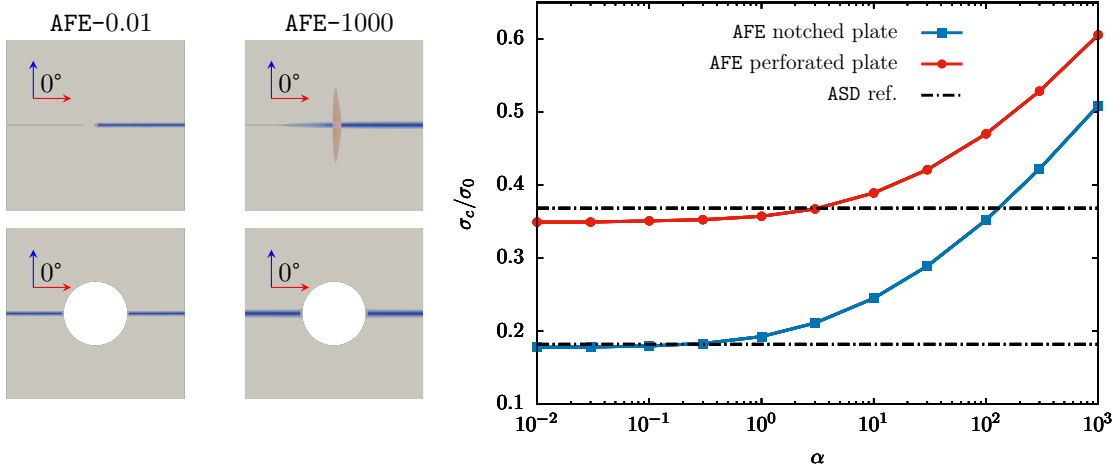 AFE-0.01
AFE-1000
0°
0°
0°
0°
AFE notched plate
AFE perforated plate
ASD ref.
σc/σ0
0.6
0.5
0.4
0.3
0.2
0.1
10⁻² 10⁻¹ 10⁰ 10¹ 10² 10³
α